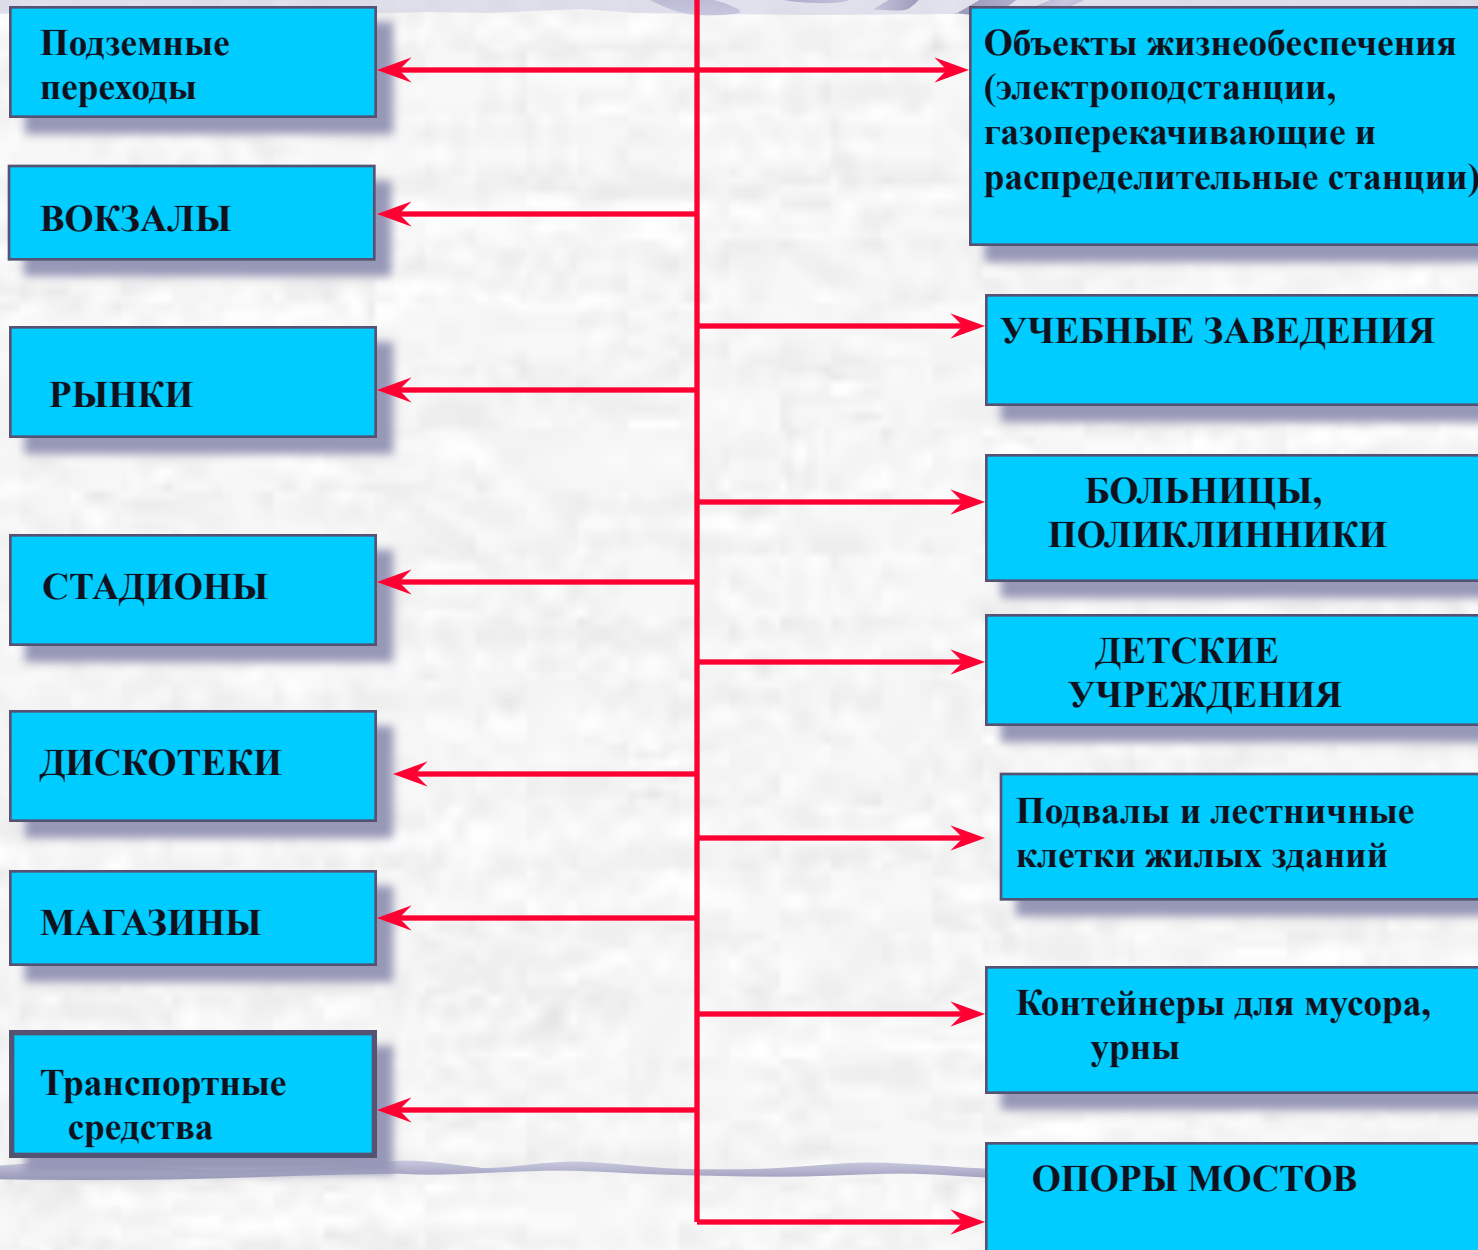 Подземные
переходы
ВОКЗАЛЫ
РЫНКИ
СТАДИОНЫ
ДИСКОТЕКИ
МАГАЗИНЫ
Транспортные
средства
Объекты жизнеобеспечения
(электроподстанции,
газоперекачивающие и
распределительные станции)
УЧЕБНЫЕ ЗАВЕДЕНИЯ
БОЛЬНИЦЫ,
ПОЛИКЛИННИКИ
ДЕТСКИЕ
УЧРЕЖДЕНИЯ
Подвалы и лестничные
клетки жилых зданий
Контейнеры для мусора,
урны
ОПОРЫ МОСТОВ